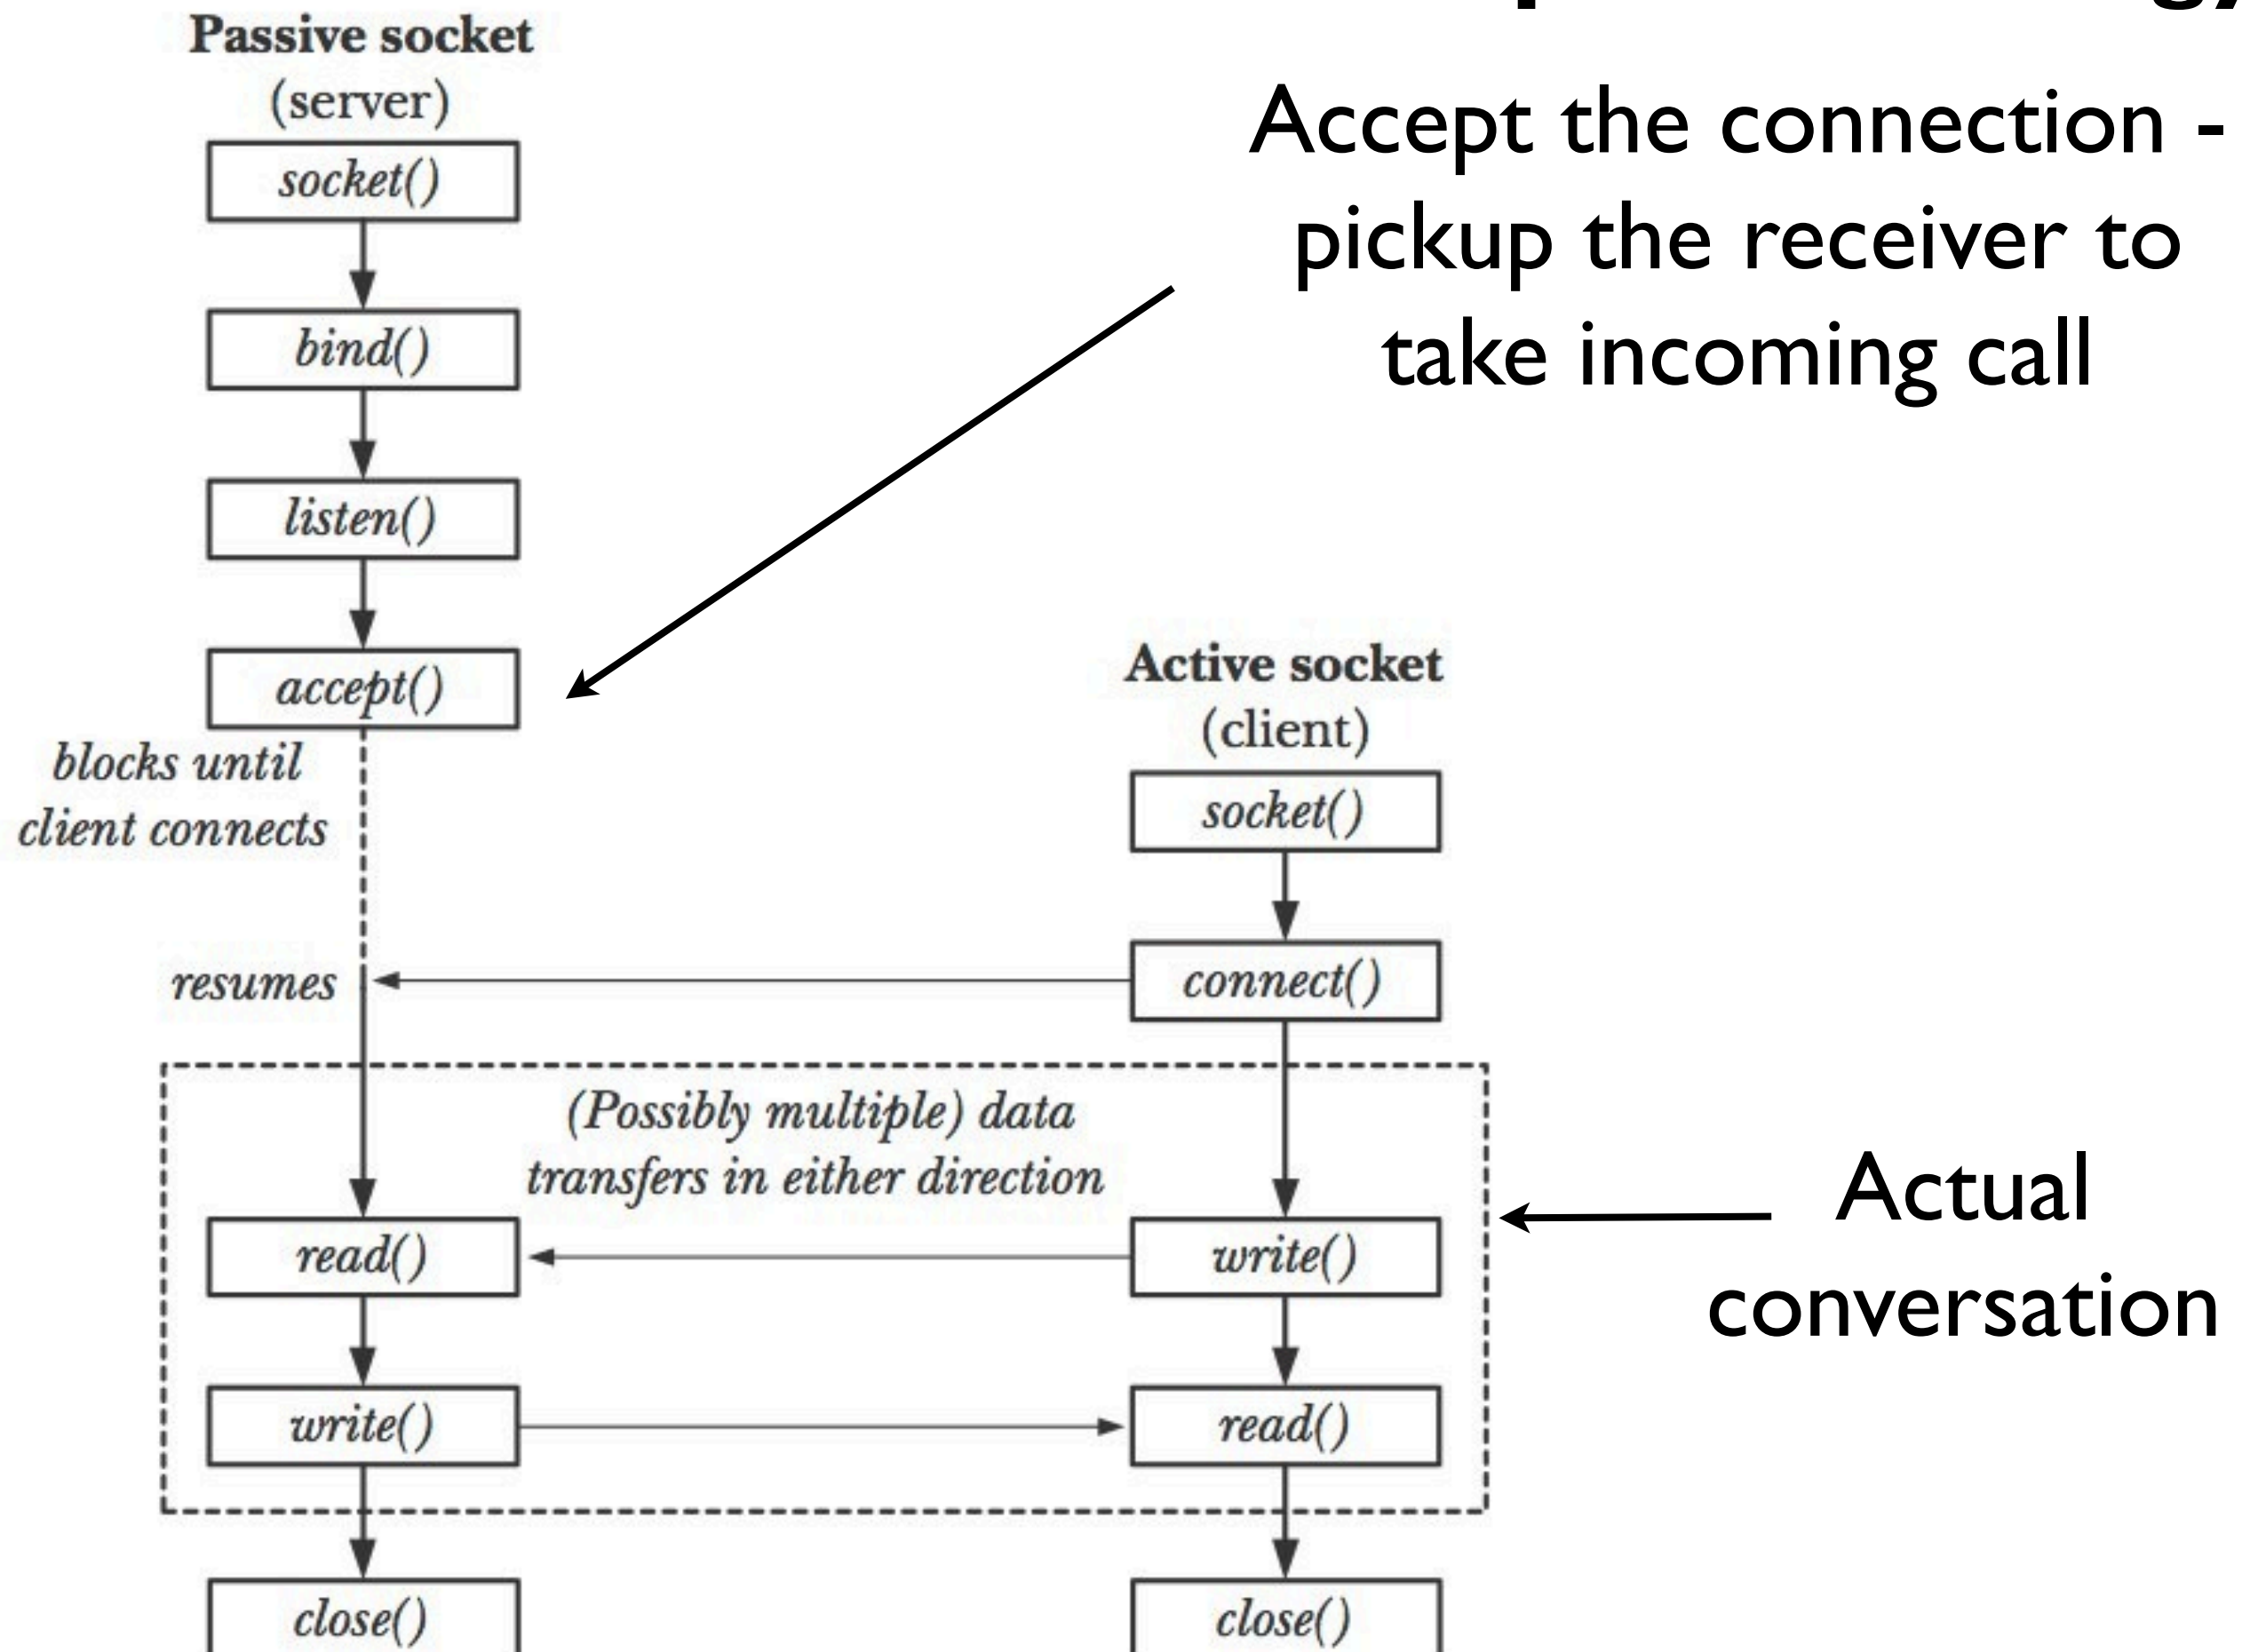 Passive socket
(server)
socket()
bind()
listen()
accept()
blocks until
client connects
resumes
Accept the connection -
pickup the receiver to
take incoming call
Active socket
(client)
socket()
connect()
(Possibly multiple) data
transfers in either direction
read()
write()
write()
read()
close()
close()
Actual
conversation